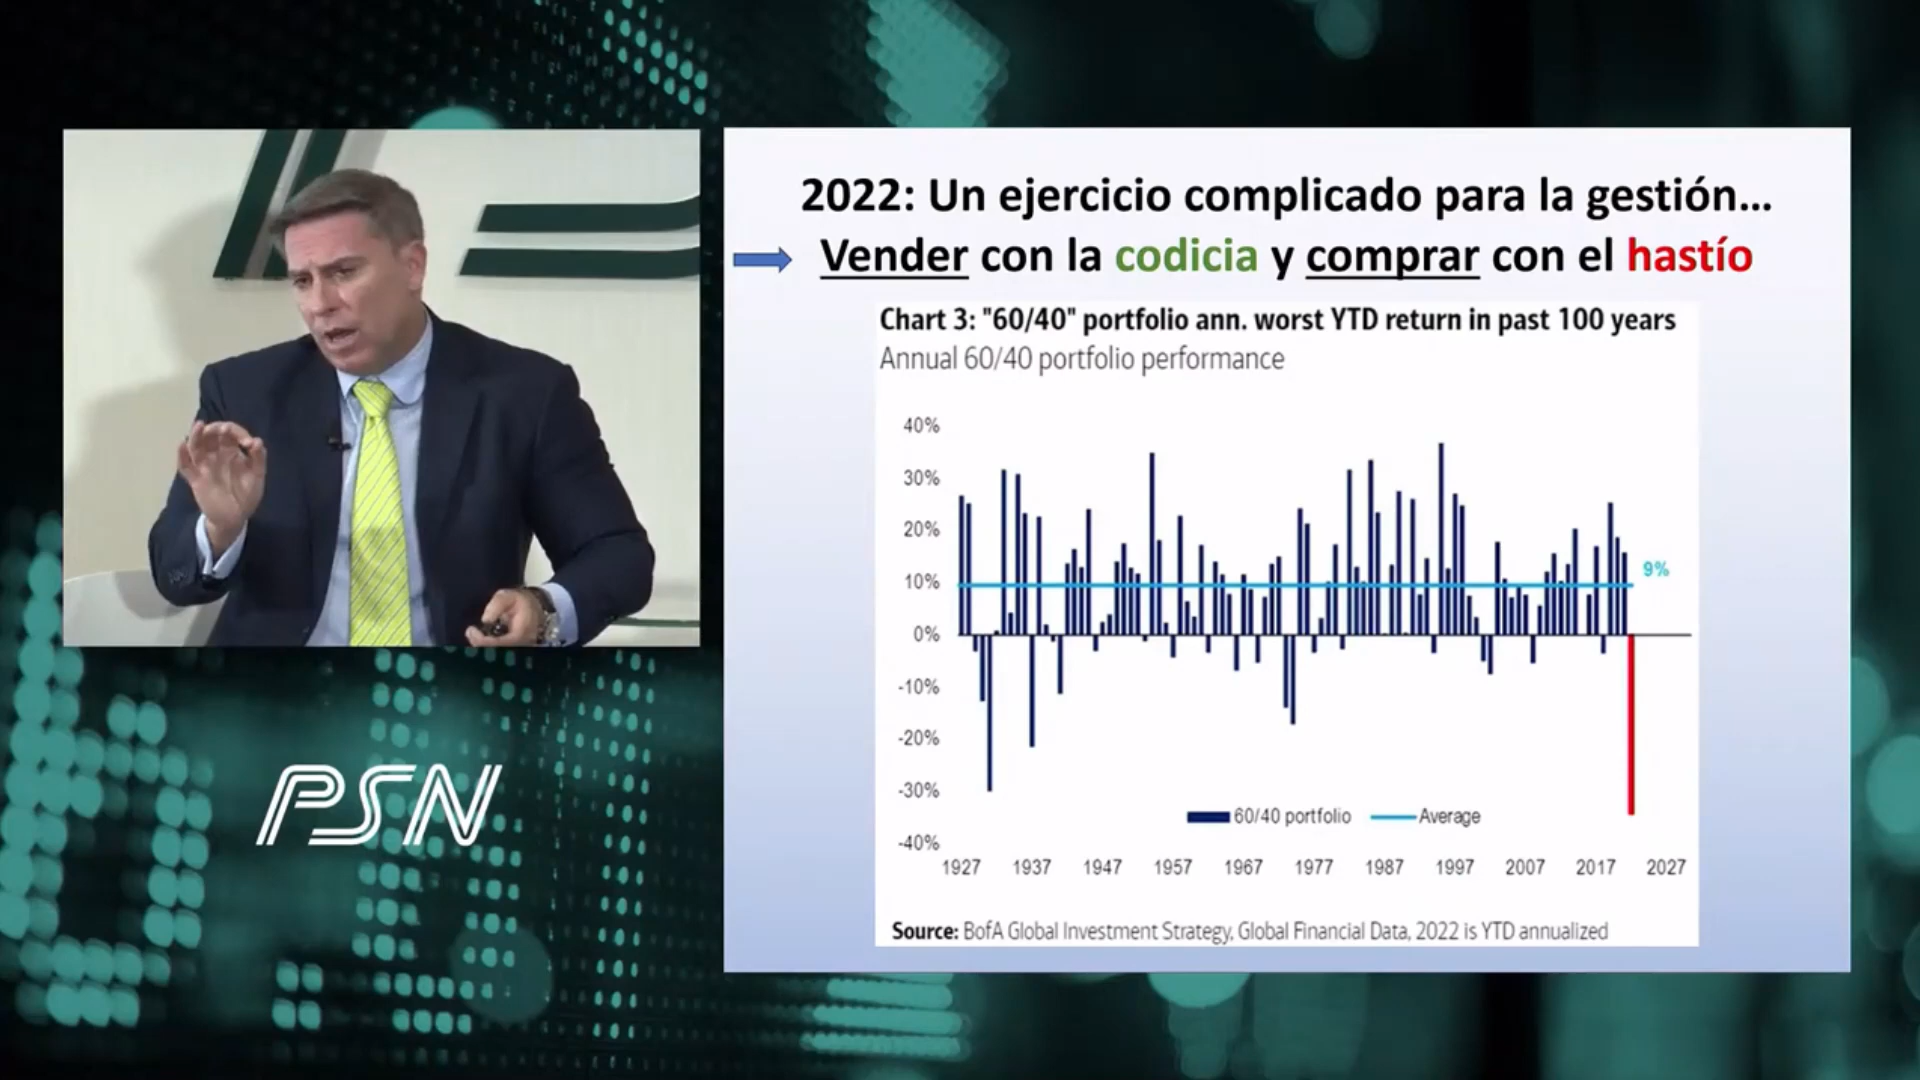 2022: Un ejercicio complicado para la gestión...
Vender con la codicia y comprar con el hastío
Chart 3: "60/40" portfolio ann. worst YTD return in past 100 years
Annual 60/40 portfolio performance
40%
30%
20%
10%
0%
-10%
-20%
-30%
-40%
9%
60/40 portfolio
Average
1927 1937 1947 1957 1967 1977 1987 1997 2007 2017 2027
Source: BofA Global Investment Strategy, Global Financial Data, 2022 is YTD annualized
PSN